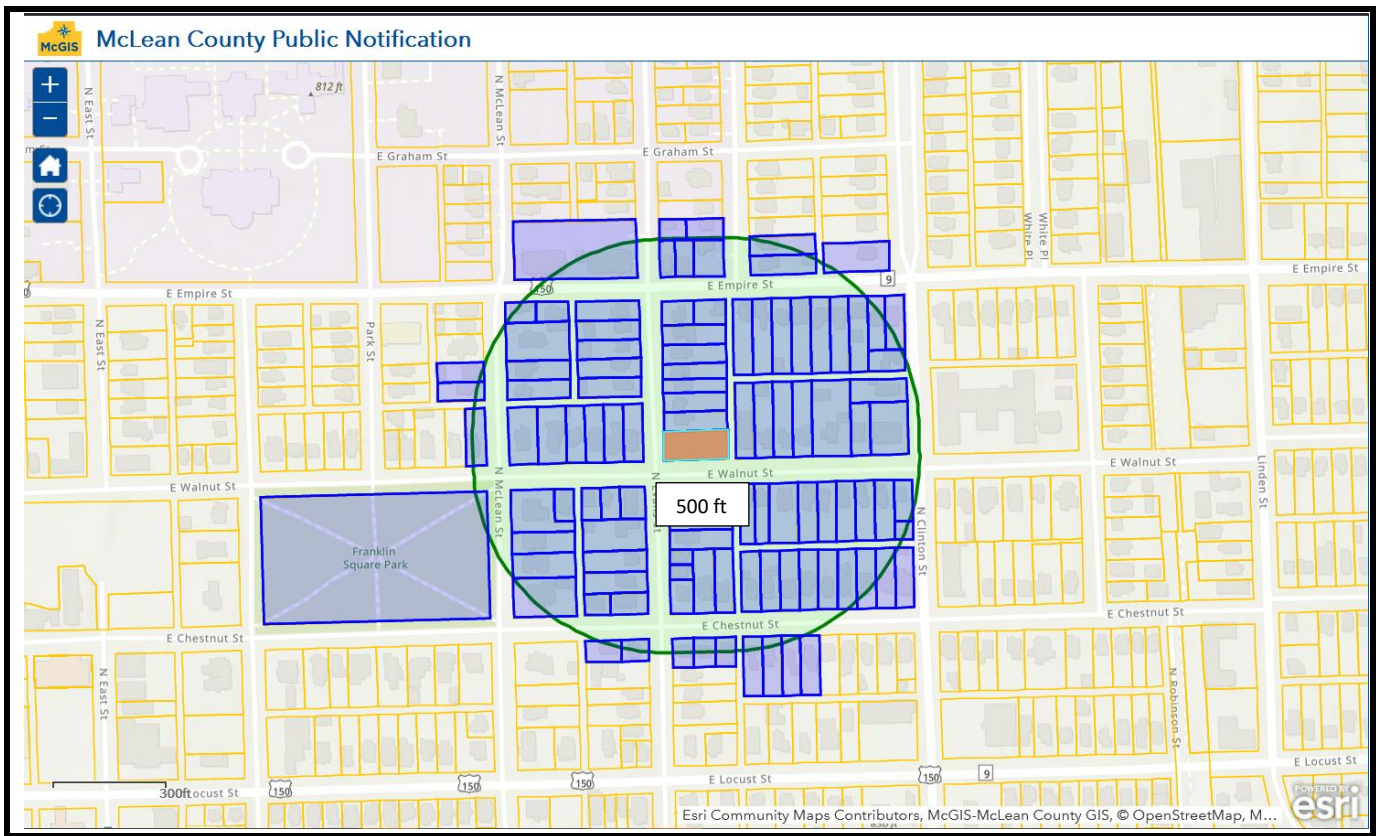 McGIS
McLean County Public Notification
+
−
812 ft
N East St
N McLean St
E Graham St
E Graham St
White Pl
White Pl
E Empire St
150
E Empire St
9
E Empire St
N East St
Park St
E Walnut St
E Walnut St
E Walnut St
N McLean St
500 ft
Linden St
N Clinton St
Franklin
Square Park
E Chestnut St
E Chestnut St
E Chestnut St
N East St
N Robinson St
E Locust St
E Locust St
150
150
150
150
9
300ft
ocust St
POWERED BY
esri
Esri Community Maps Contributors, McGIS-McLean County GIS, © OpenStreetMap, M...